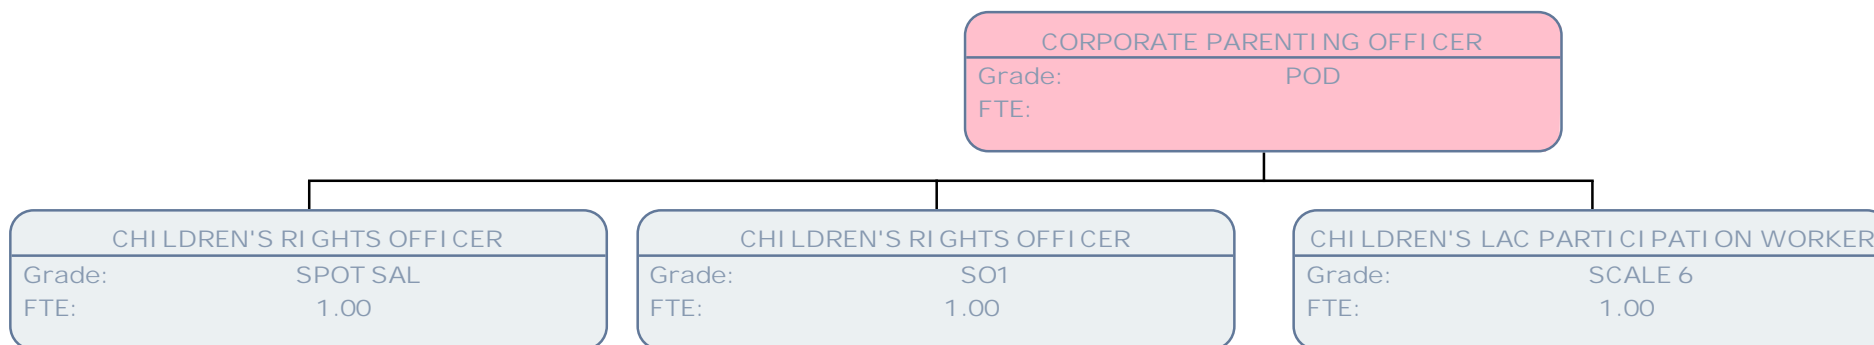 CORPORATE PARENTING OFFICER
Grade: POD
FTE:
CHILDREN'S RIGHTS OFFICER
Grade: SPOT SAL
FTE: 1.00
CHILDREN'S RIGHTS OFFICER
Grade: SO1
FTE: 1.00
CHILDREN'S LAC PARTICIPATION WORKER
Grade: SCALE 6
FTE: 1.00